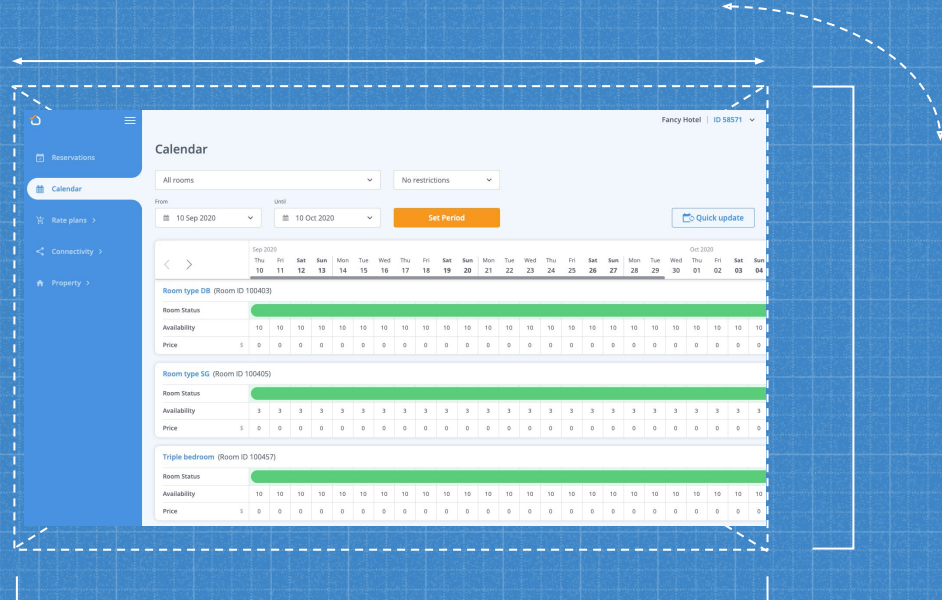 Fancy Hotel | ID 58571
Reservations
Calendar
Rate plans
Connectivity
Property
Calendar
All rooms No restrictions
From Until
10 Sep 2020 10 Oct 2020 Set Period Quick update
Sep 2020 Oct 2020
Thu Fri Sat Sun Mon Tue Wed Thu Fri Sat Sun Mon Tue Wed Thu Fri Sat Sun Mon Tue Wed Thu Fri Sat Sun
10 11 12 13 14 15 16 17 18 19 20 21 22 23 24 25 26 27 28 29 30 01 02 03 04
Room type DB (Room ID 100403)
Room Status
Availability 10 10 10 10 10 10 10 10 10 10 10 10 10 10 10 10 10 10 10 10 10 10 10 10 10
Price S 0 0 0 0 0 0 0 0 0 0 0 0 0 0 0 0 0 0 0 0 0 0 0 0 0
Room type SG (Room ID 100405)
Room Status
Availability 3 3 3 3 3 3 3 3 3 3 3 3 3 3 3 3 3 3 3 3 3 3 3 3 3
Price S 0 0 0 0 0 0 0 0 0 0 0 0 0 0 0 0 0 0 0 0 0 0 0 0 0
Triple bedroom (Room ID 100457)
Room Status
Availability 10 10 10 10 10 10 10 10 10 10 10 10 10 10 10 10 10 10 10 10 10 10 10 10 10
Price S 0 0 0 0 0 0 0 0 0 0 0 0 0 0 0 0 0 0 0 0 0 0 0 0 0